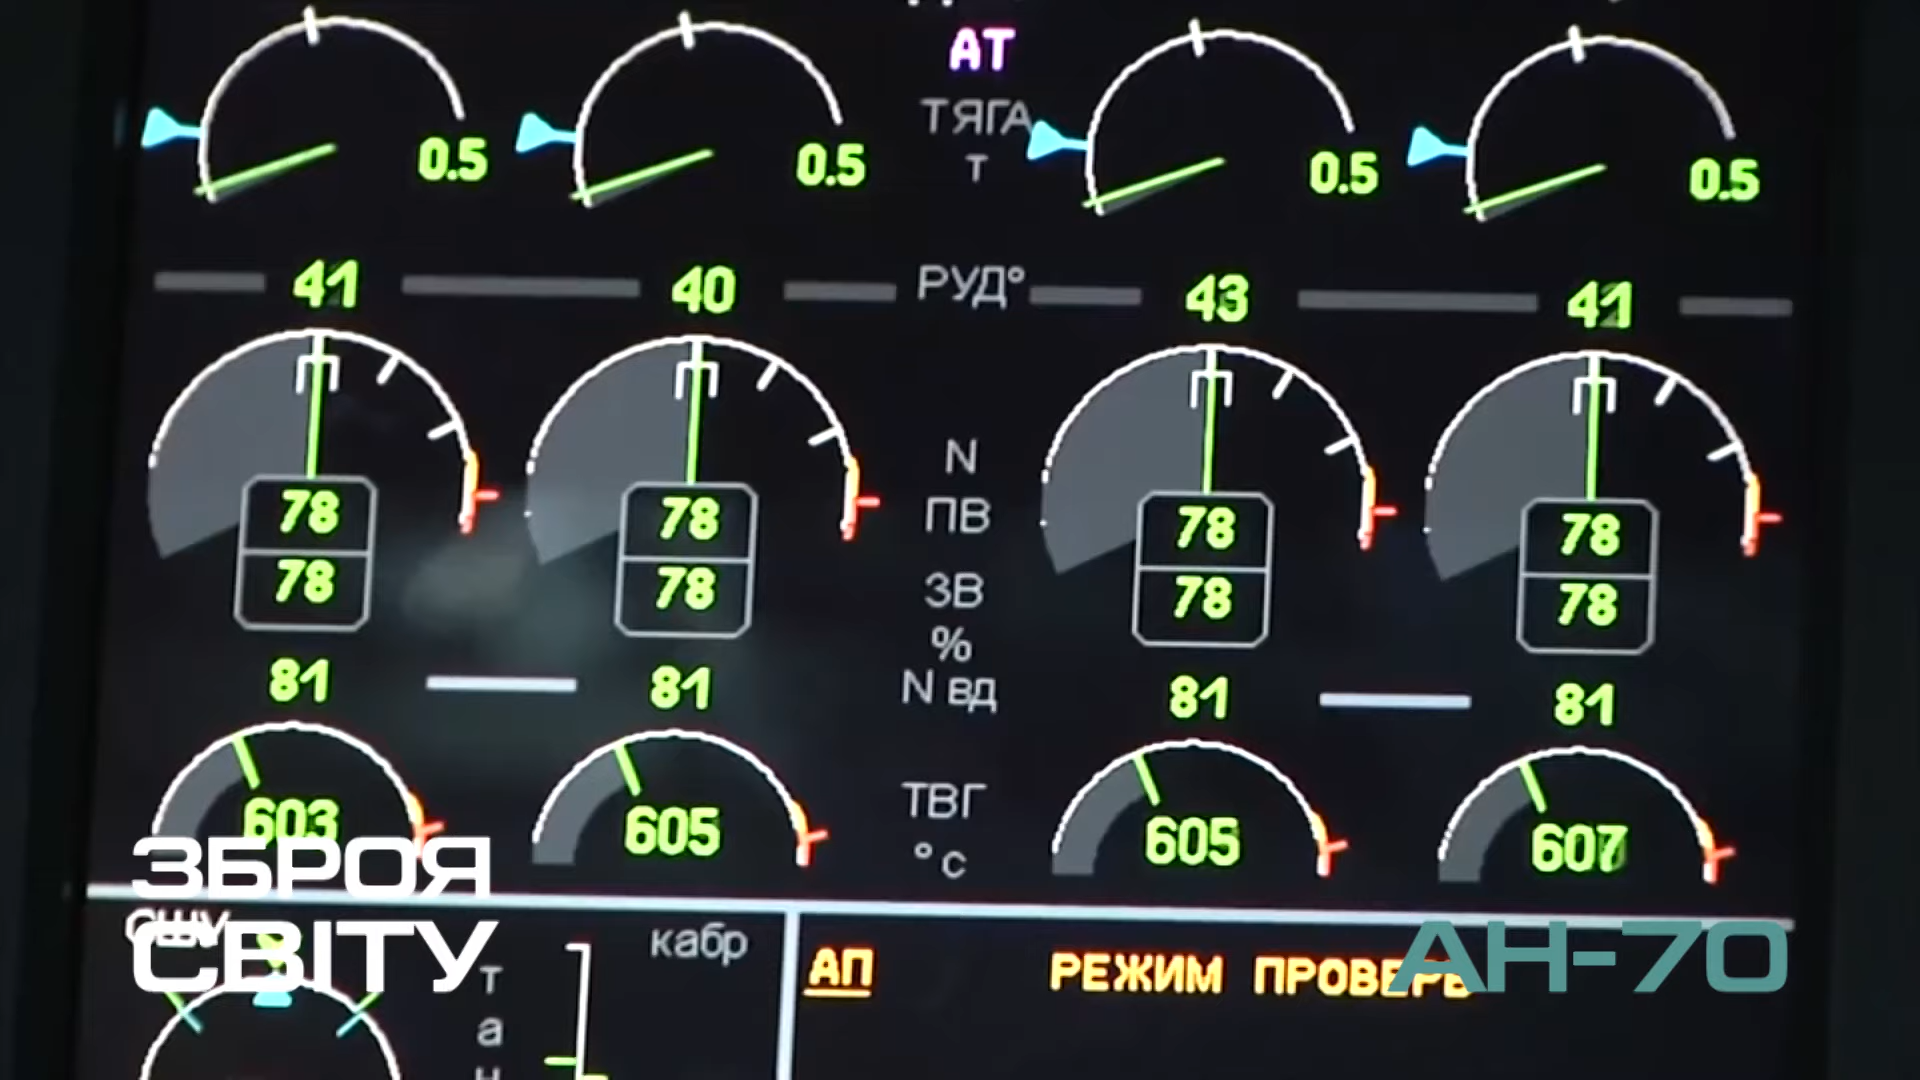 АТ
ТЯГА
0.5 0.5 т 0.5 0.5
41 40 РУД° 43 41
N
78 78 ПВ 78 78
78 78 ЗВ 78 78
%
81 81 N ВД 81 81
603 605 ТВГ 605 607
°с
ЗБРОЯ
СВІТУ
кабр
т
а
н
АП РЕЖИМ ПРОВЕРК
АН-70